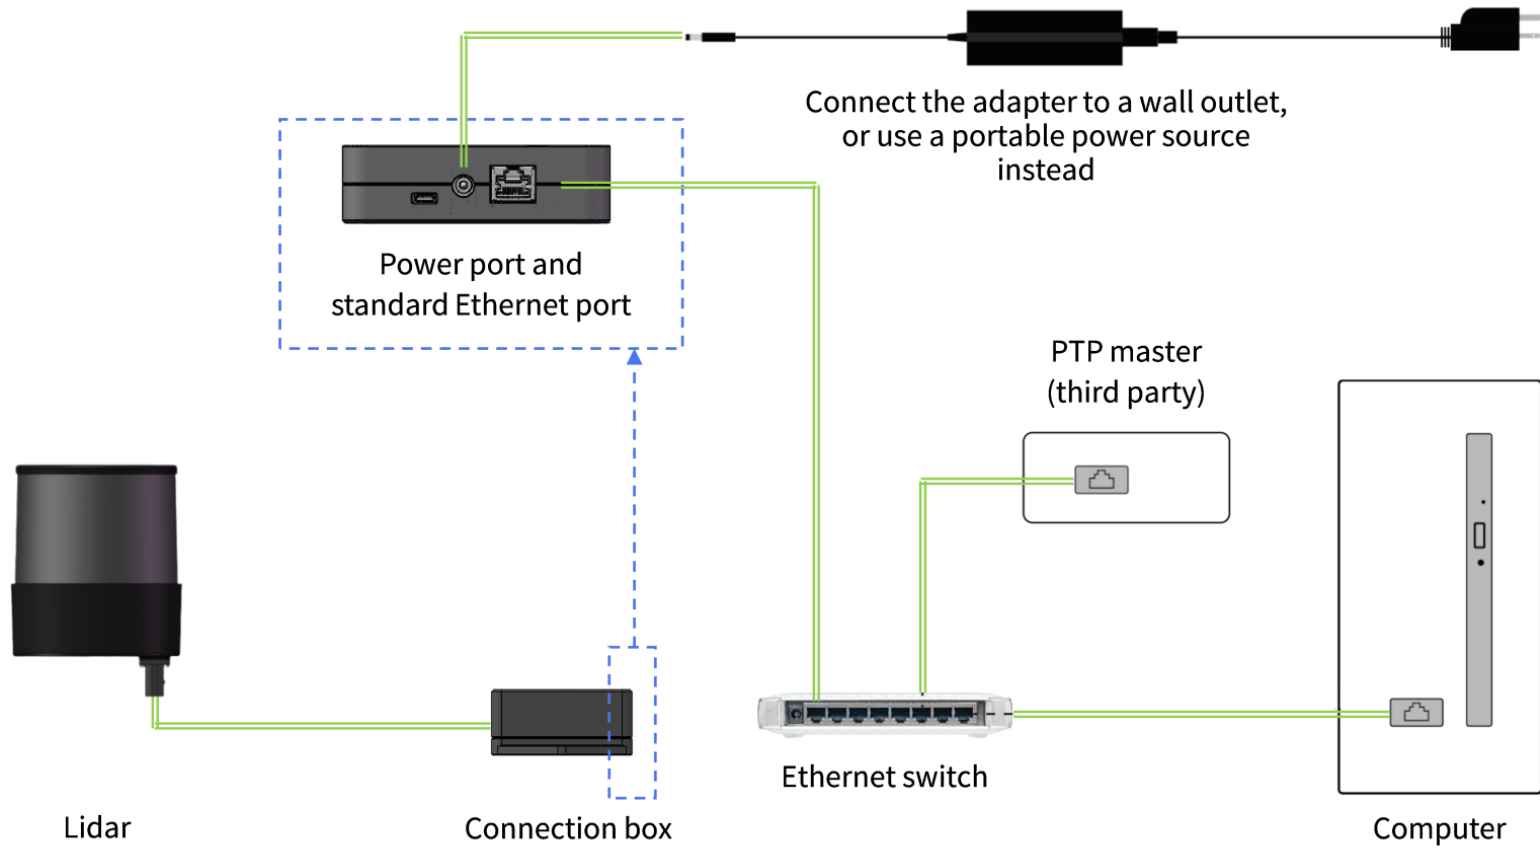 Connect the adapter to a wall outlet,
or use a portable power source
instead
Power port and
standard Ethernet port
PTP master
(third party)
Ethernet switch
Lidar
Connection box
Computer